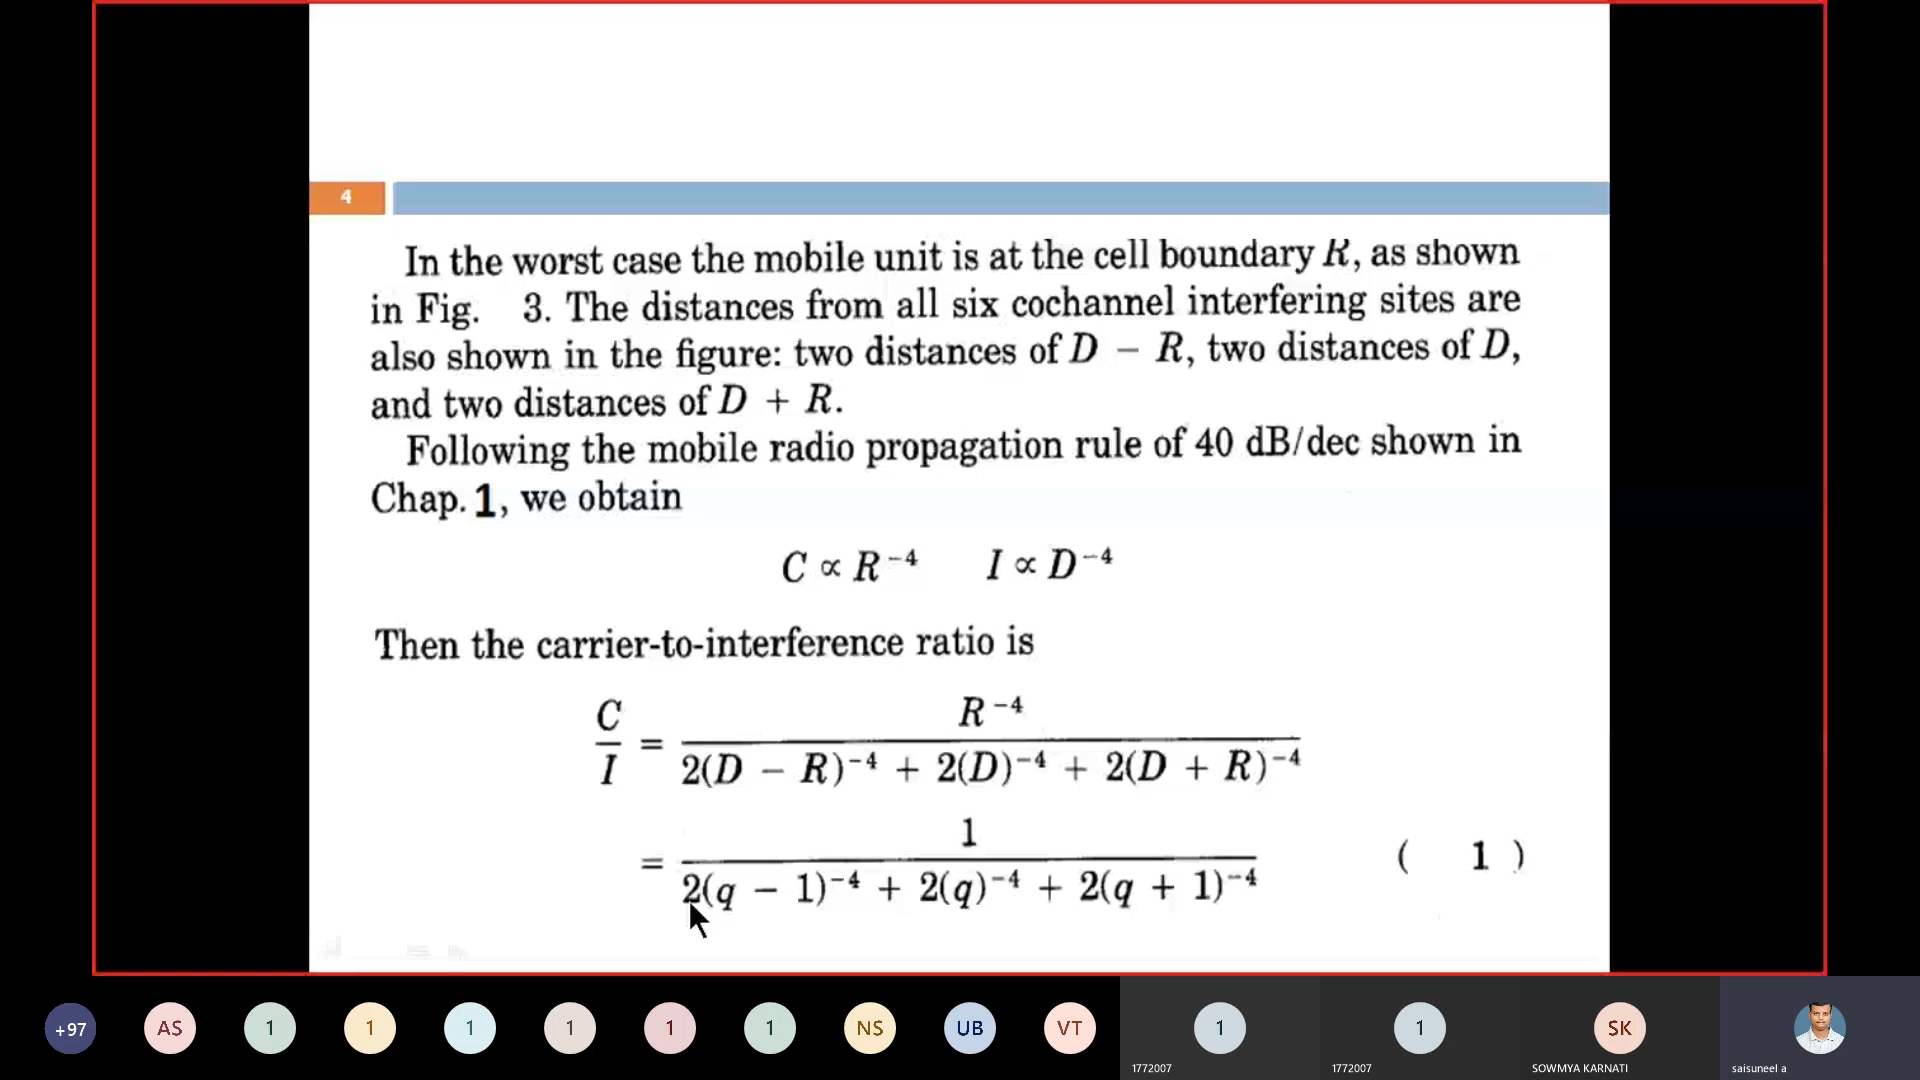 4
In the worst case the mobile unit is at the cell boundary R, as shown
in Fig. 3. The distances from all six cochannel interfering sites are
also shown in the figure: two distances of D − R, two distances of D,
and two distances of D + R.
Following the mobile radio propagation rule of 40 dB/dec shown in
Chap. 1, we obtain
C ∝ R⁻⁴ I ∝ D⁻⁴
Then the carrier-to-interference ratio is
C/I = R⁻⁴ / 2(D − R)⁻⁴ + 2(D)⁻⁴ + 2(D + R)⁻⁴
= 1 / 2(q − 1)⁻⁴ + 2(q)⁻⁴ + 2(q + 1)⁻⁴ ( 1 )
+97 AS 1 1 1 1 1 1 NS UB VT 1 1 SK
1772007 1772007 SOWMYA KARNATI saisuneel a